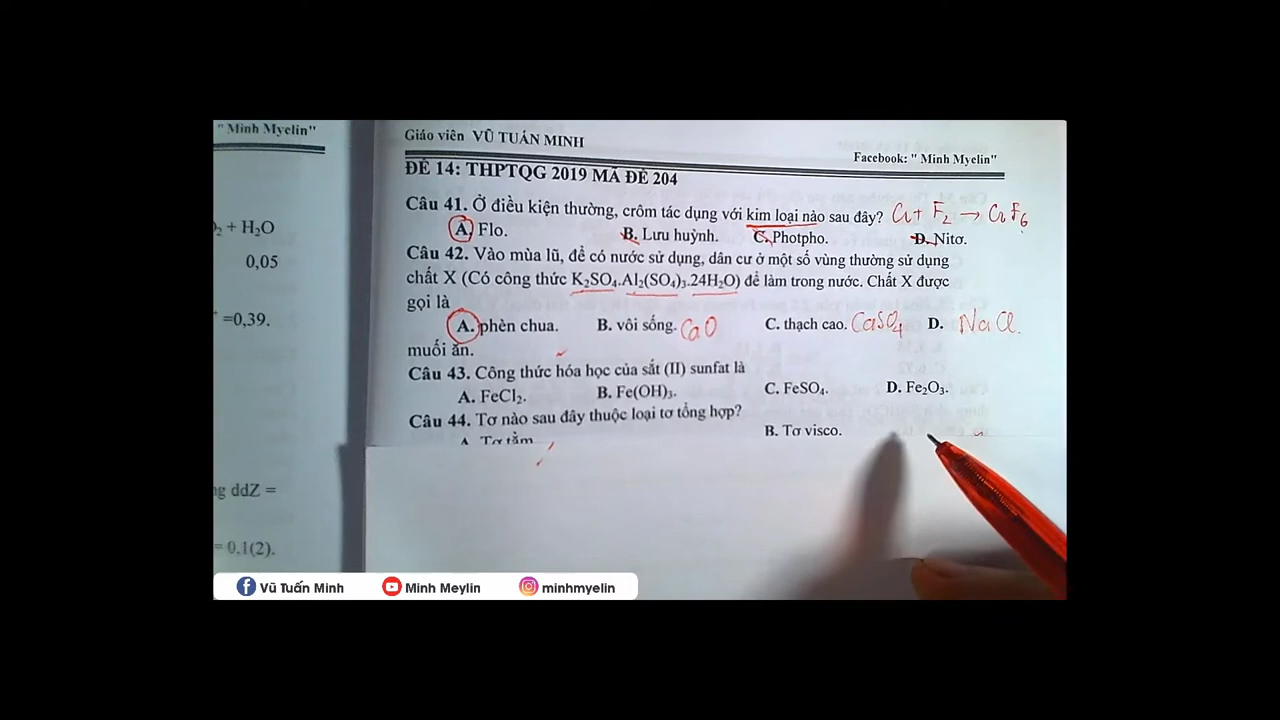 " Minh Myelin"
Giáo viên VŨ TUẤN MINH
Facebook: " Minh Myelin"
ĐỀ 14: THPTQG 2019 MÃ ĐỀ 204
Câu 41. Ở điều kiện thường, crôm tác dụng với kim loại nào sau đây? Cr + F2 → CrF6
A. Flo. B. Lưu huỳnh. C. Photpho. D. Nitơ.
Câu 42. Vào mùa lũ, để có nước sử dụng, dân cư ở một số vùng thường sử dụng
chất X (Có công thức K2SO4.Al2(SO4)3.24H2O) để làm trong nước. Chất X được
gọi là
A. phèn chua. B. vôi sống. CaO C. thạch cao. CaSO4 D. NaCl.
muối ăn.
Câu 43. Công thức hóa học của sắt (II) sunfat là
A. FeCl2. B. Fe(OH)3. C. FeSO4. D. Fe2O3.
Câu 44. Tơ nào sau đây thuộc loại tơ tổng hợp?
A. Tơ tằm B. Tơ visco.
+ H2O
0,05
=0,39.
ng ddZ =
= 0,1(2).
Vũ Tuấn Minh Minh Meylin minhmyelin